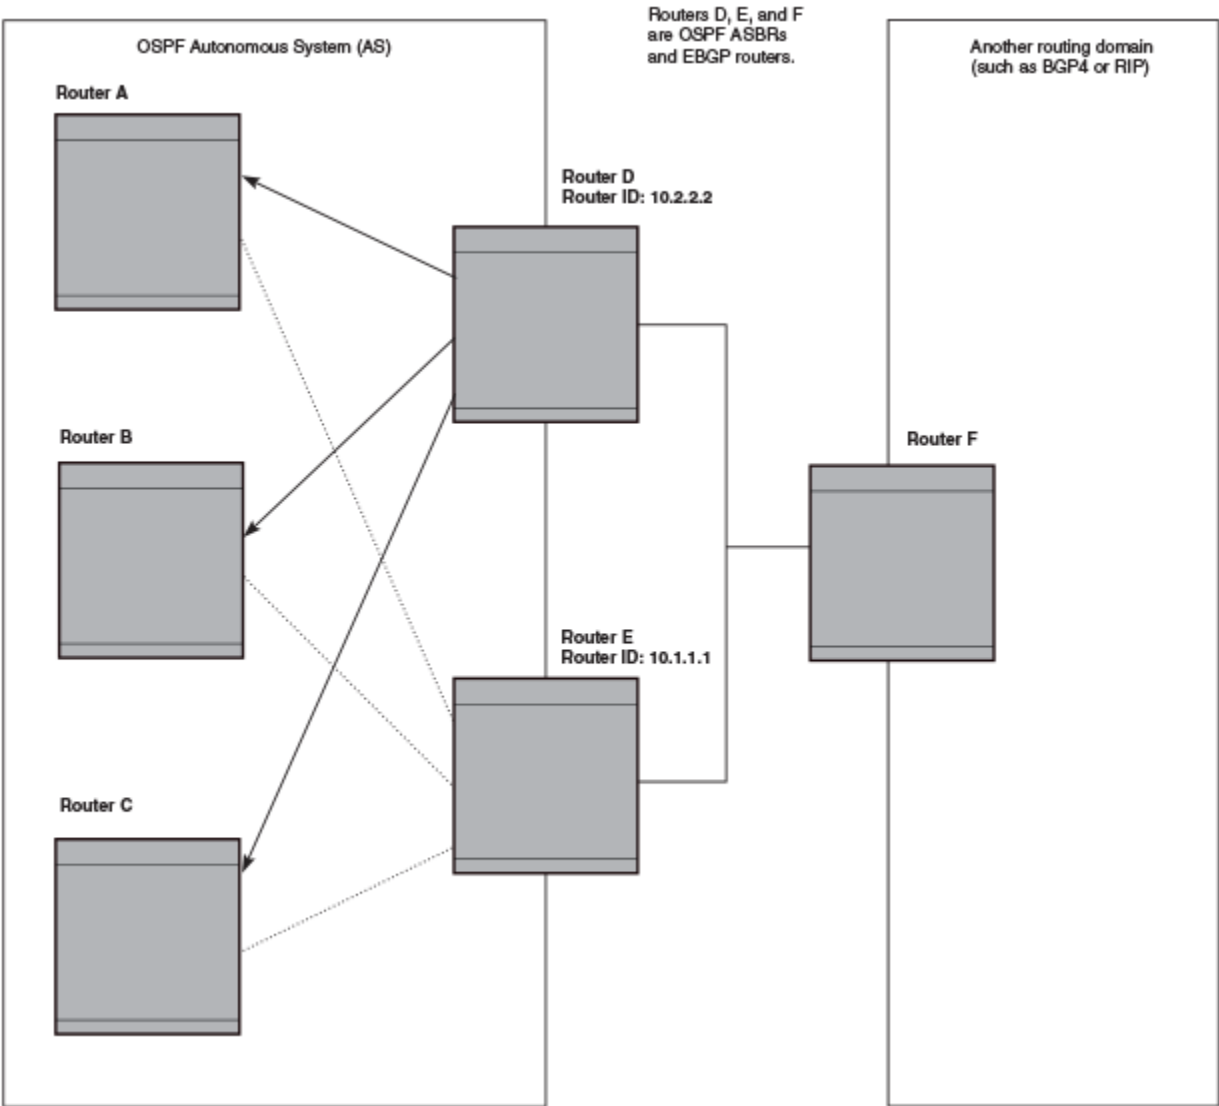 Routers D, E, and F
are OSPF ASBRs
and EBGP routers.
OSPF Autonomous System (AS)
Another routing domain
(such as BGP4 or RIP)
Router A
Router D
Router ID: 10.2.2.2
Router B
Router F
Router E
Router ID: 10.1.1.1
Router C